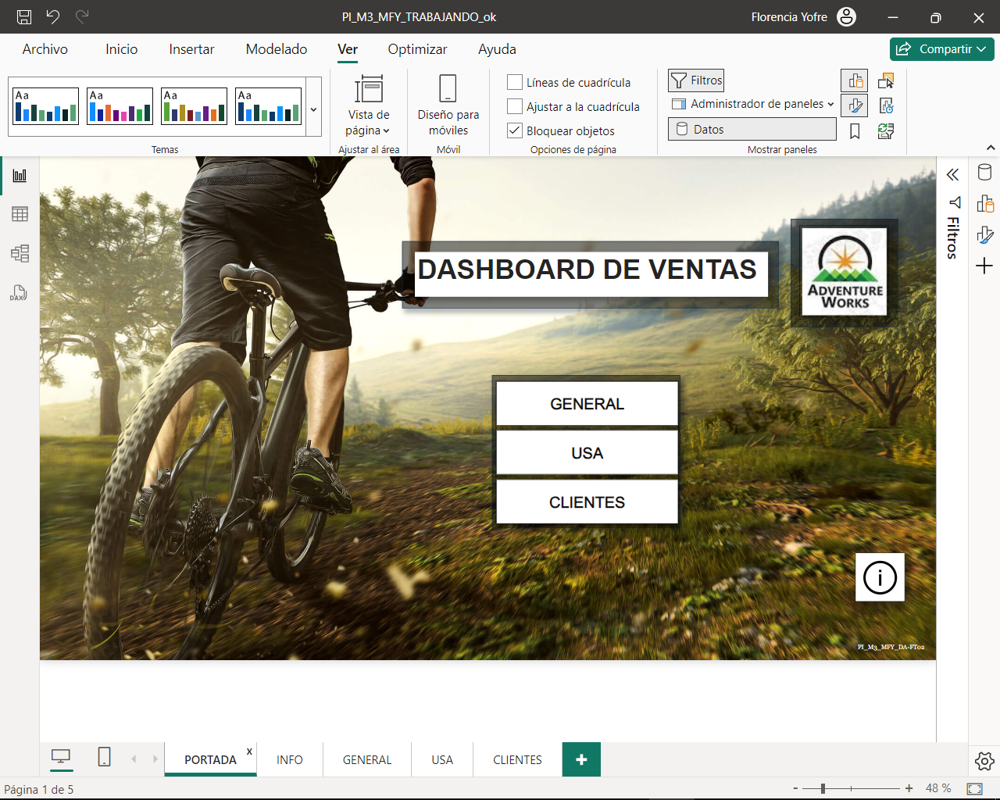 PI_M3_MFY_TRABAJANDO_ok
Florencia Yofre
Archivo
Inicio
Insertar
Modelado
Ver
Optimizar
Ayuda
Compartir
Aa
Aa
Aa
Aa
Temas
Vista de
página
Ajustar al área
Diseño para
móviles
Móvil
Líneas de cuadrícula
Ajustar a la cuadrícula
Bloquear objetos
Opciones de página
Filtros
Administrador de paneles
Datos
Mostrar paneles
DAX
Filtros
DASHBOARD DE VENTAS
ADVENTURE
WORKS
GENERAL
USA
CLIENTES
PI_M3_MFY_DA-FT02
PORTADA
x
INFO
GENERAL
USA
CLIENTES
Página 1 de 5
48 %